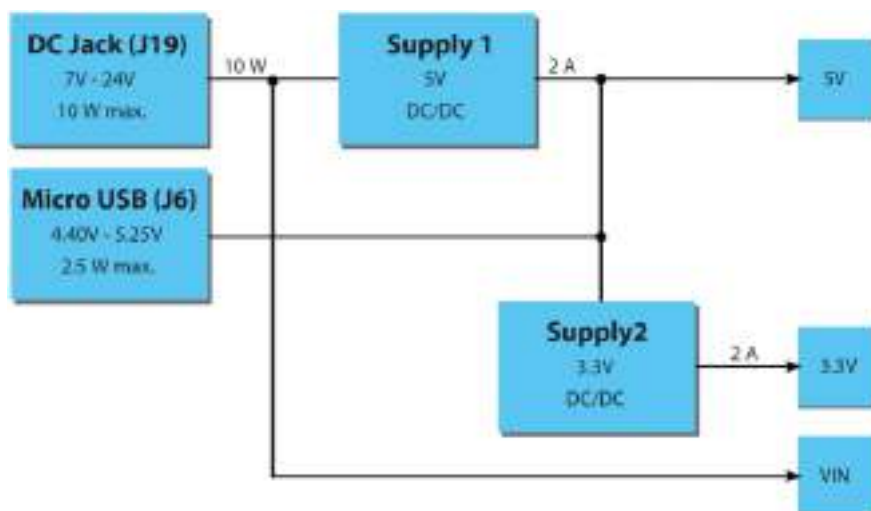 DC Jack (J19)
7V - 24V
10 W max.
10 W
Supply 1
5V
DC/DC
2 A
5V
Micro USB (J6)
4.40V - 5.25V
2.5 W max.
Supply2
3.3V
DC/DC
2 A
3.3V
VIN